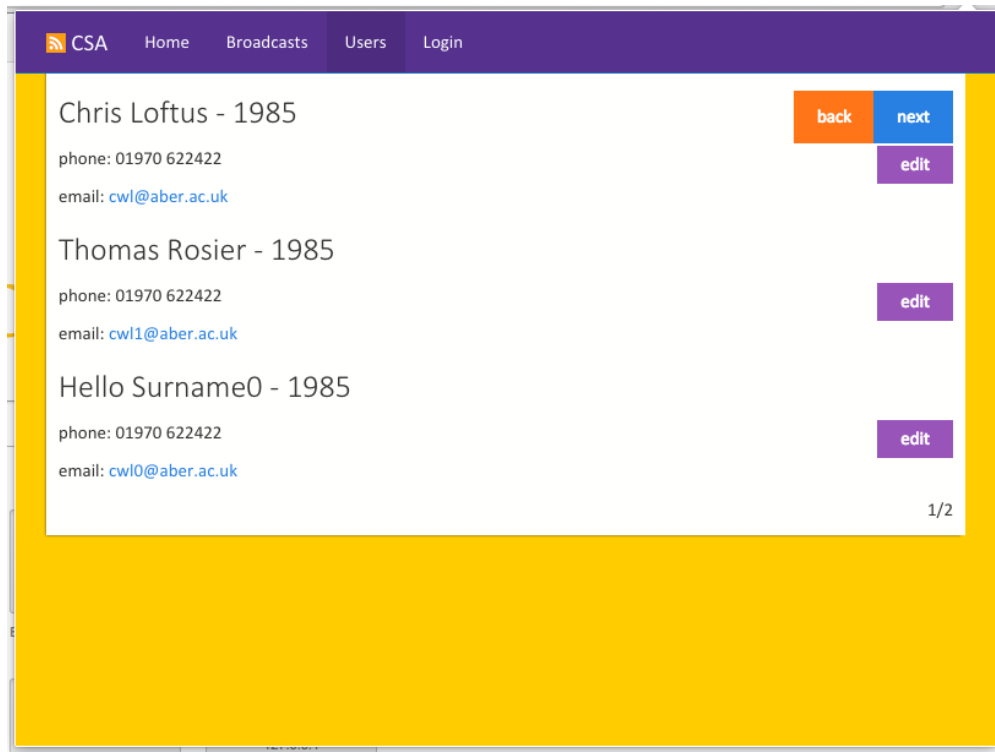 CSA Home Broadcasts Users Login
Chris Loftus - 1985
back next
phone: 01970 622422
edit
email: cwl@aber.ac.uk
Thomas Rosier - 1985
phone: 01970 622422
edit
email: cwl1@aber.ac.uk
Hello Surname0 - 1985
phone: 01970 622422
edit
email: cwl0@aber.ac.uk
1/2